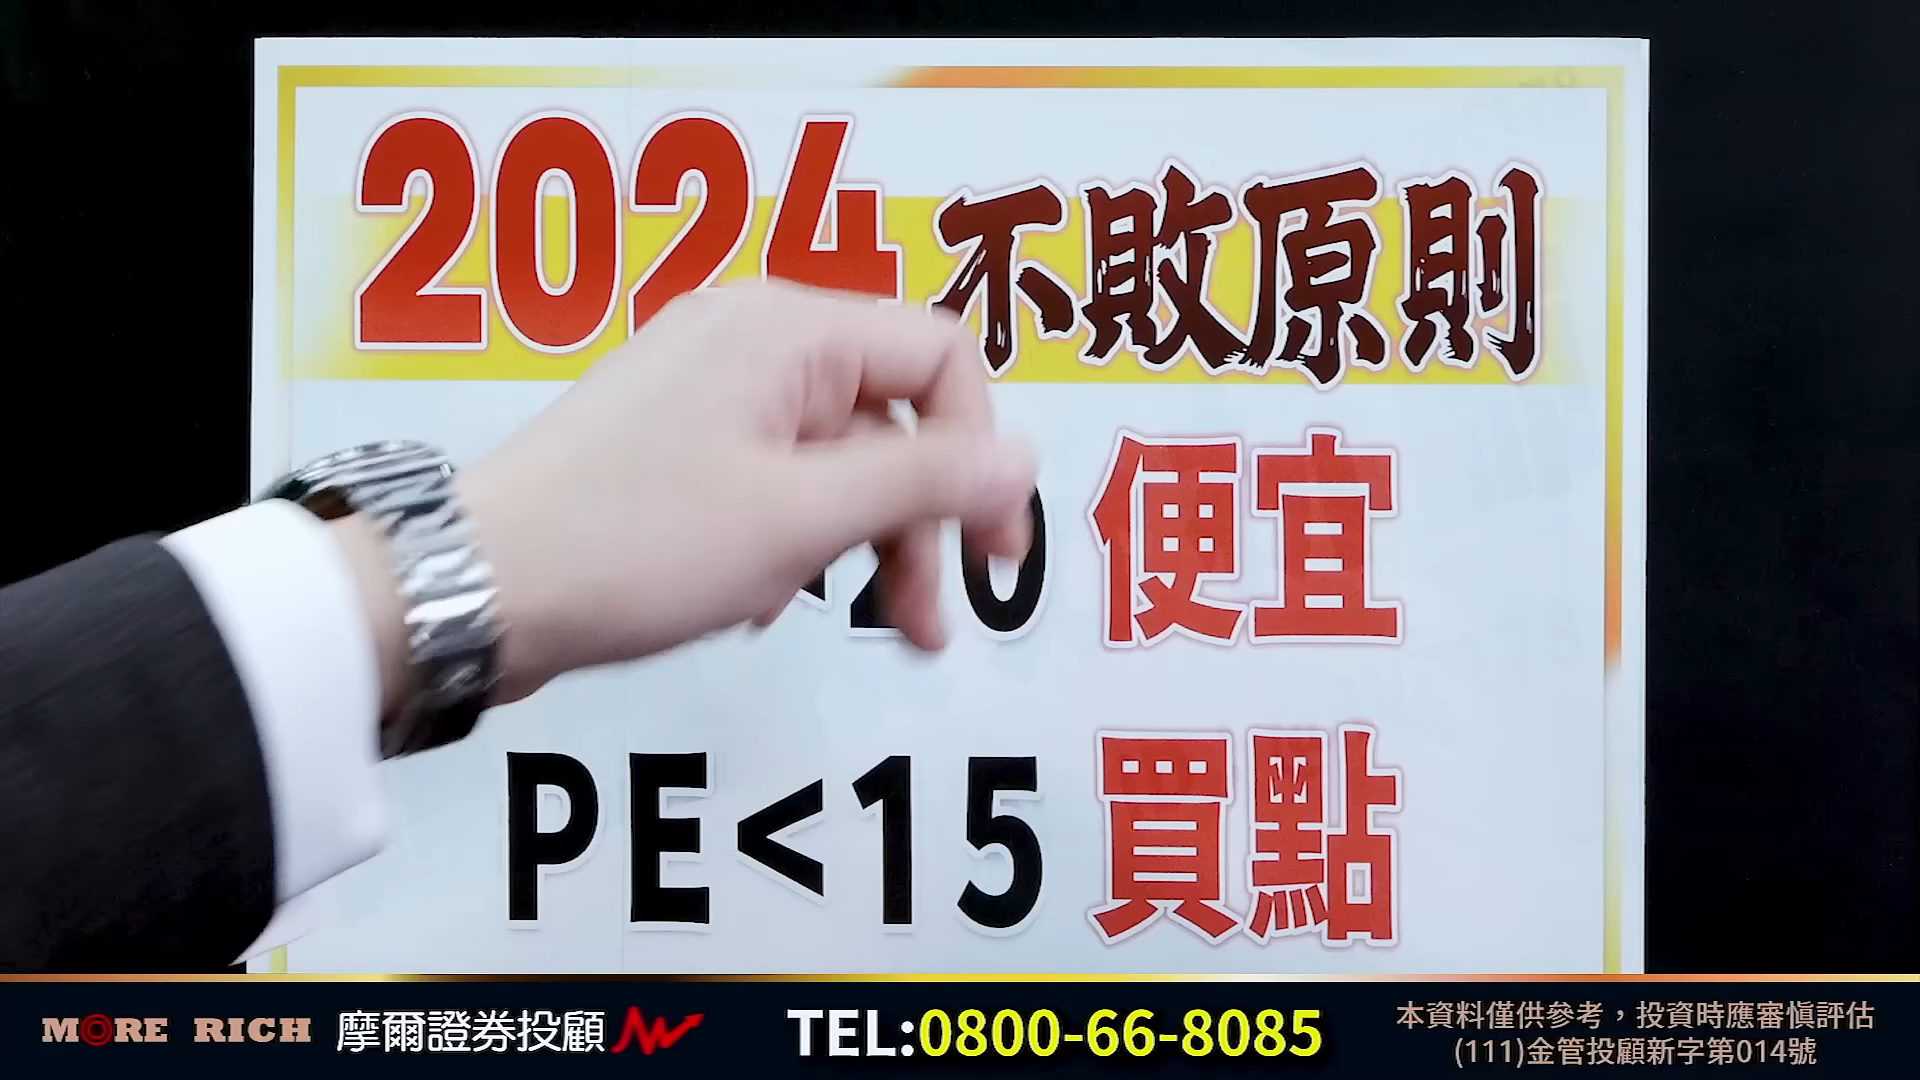 2024 不敗原則
20 便宜
PE<15 買點
MORE RICH 摩爾證券投顧
TEL:0800-66-8085
本資料僅供參考，投資時應審慎評估
(111)金管投顧新字第014號